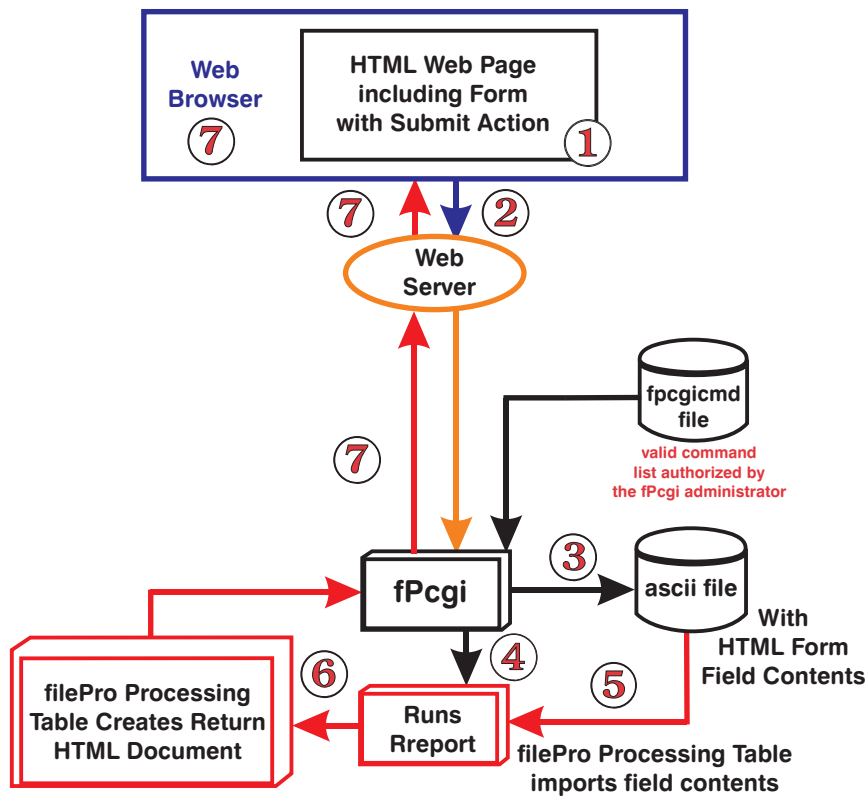 Web
Browser
7
HTML Web Page
including Form
with Submit Action
1
7
2
Web
Server
fpcgicmd
file
valid command
list authorized by
the fPcgi administrator
7
fPcgi
3
ascii file
With
HTML Form
Field Contents
4
5
6
filePro Processing
Table Creates Return
HTML Document
Runs
Rreport
filePro Processing Table
imports field contents